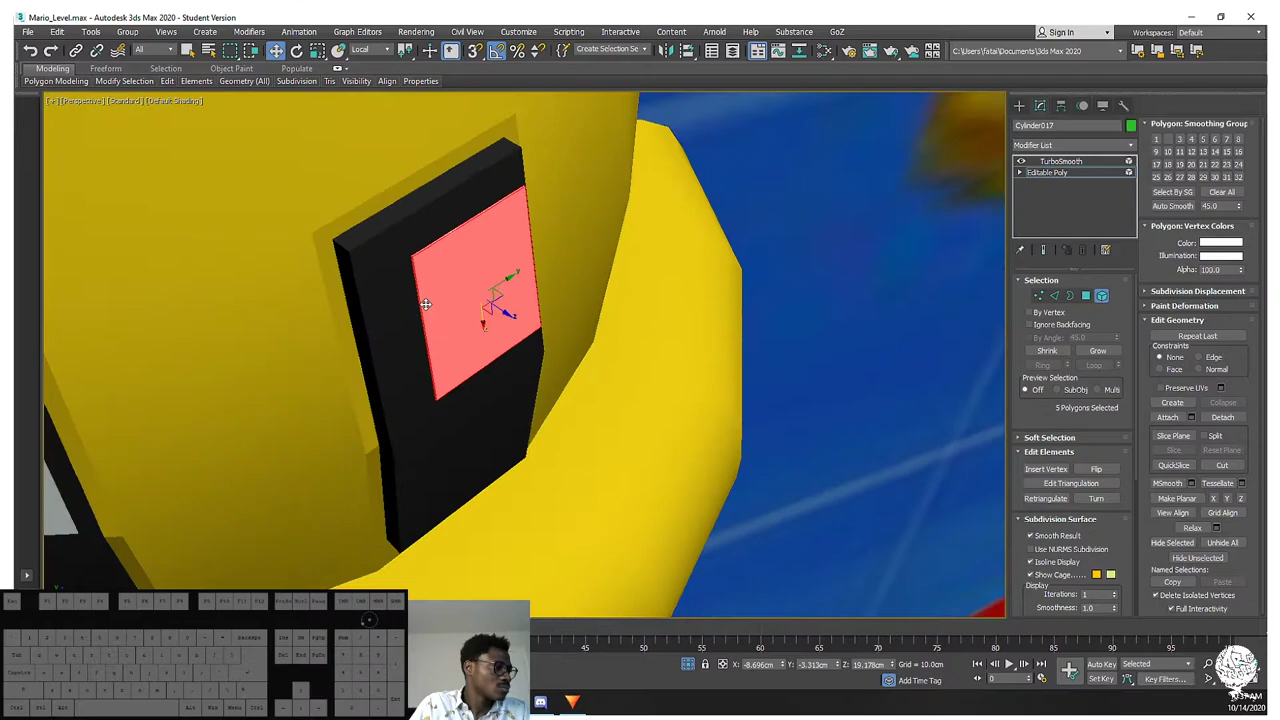 Mario_Level.max - Autodesk 3ds Max 2020 - Student Version
File Edit Tools Group Views Create Modifiers Animation Graph Editors Rendering Civil View Customize Scripting Interactive Content Arnold Help Substance GoZ
Sign In Workspaces: Default
All Local Create Selection Se C:\Users\fatai\Documents\3ds Max 2020
Modeling Freeform Selection Object Paint Populate
Polygon Modeling Modify Selection Edit Elements Geometry (All) Subdivision Tris Visibility Align Properties
[+] [Perspective] [Standard] [Default Shading]
Cylinder017
Modifier List
TurboSmooth
Editable Poly
Selection
By Vertex
Ignore Backfacing
By Angle: 45.0
Shrink Grow
Ring Loop
Preview Selection
Off SubObj Multi
5 Polygons Selected
Soft Selection
Edit Elements
Insert Vertex Flip
Edit Triangulation
Retriangulate Turn
Subdivision Surface
Smooth Result
Use NURMS Subdivision
Isoline Display
Show Cage......
Display
Iterations: 1
Smoothness: 1.0
Polygon: Smoothing Group
1 2 3 4 5 6 7 8
9 10 11 12 13 14 15 16
17 18 19 20 21 22 23 24
25 26 27 28 29 30 31 32
Select By SG Clear All
Auto Smooth 45.0
Polygon: Vertex Colors
Color:
Illumination:
Alpha: 100.0
Subdivision Displacement
Paint Deformation
Edit Geometry
Repeat Last
Constraints
None Edge
Face Normal
Preserve UVs
Create Collapse
Attach Detach
Slice Plane Split
Slice Reset Plane
QuickSlice Cut
MSmooth Tessellate
Make Planar X Y Z
View Align Grid Align
Relax
Hide Selected Unhide All
Hide Unselected
Named Selections:
Copy Paste
Delete Isolated Vertices
Full Interactivity
45 50 55 60 65 70 75 80 85 90 95
X: -8.696cm Y: -3.313cm Z: 19.178cm Grid = 10.0cm
Add Time Tag
0
Auto Key Selected
Set Key Key Filters...
10/14/2020